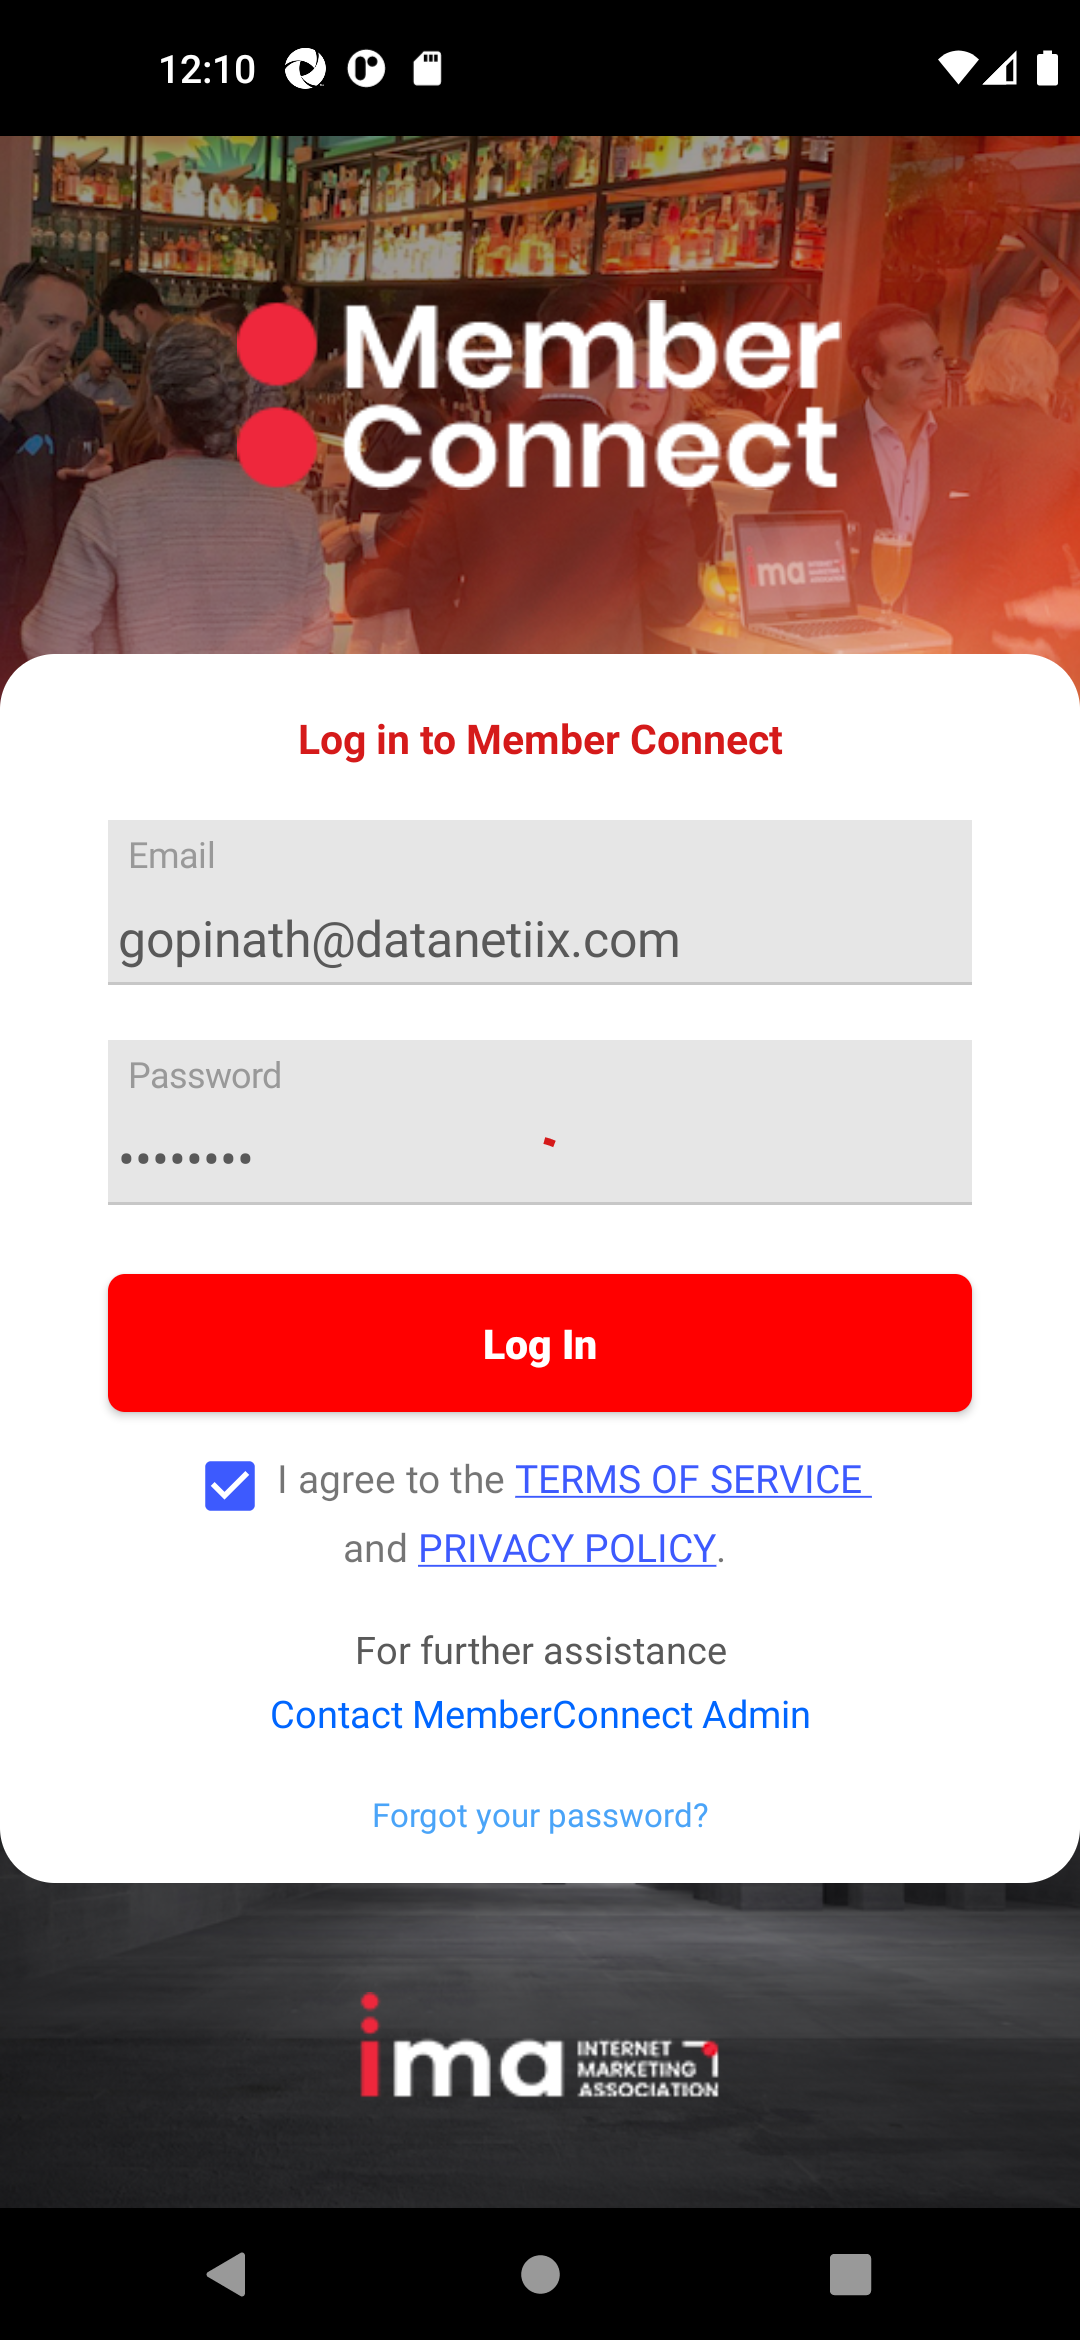 12:10
Member
Connect
ima
Log in to Member Connect
Email
gopinath@datanetiix.com
Password
••••••••
Log In
I agree to the TERMS OF SERVICE
and PRIVACY POLICY.
For further assistance
Contact MemberConnect Admin
Forgot your password?
ima INTERNET
MARKETING
ASSOCIATION